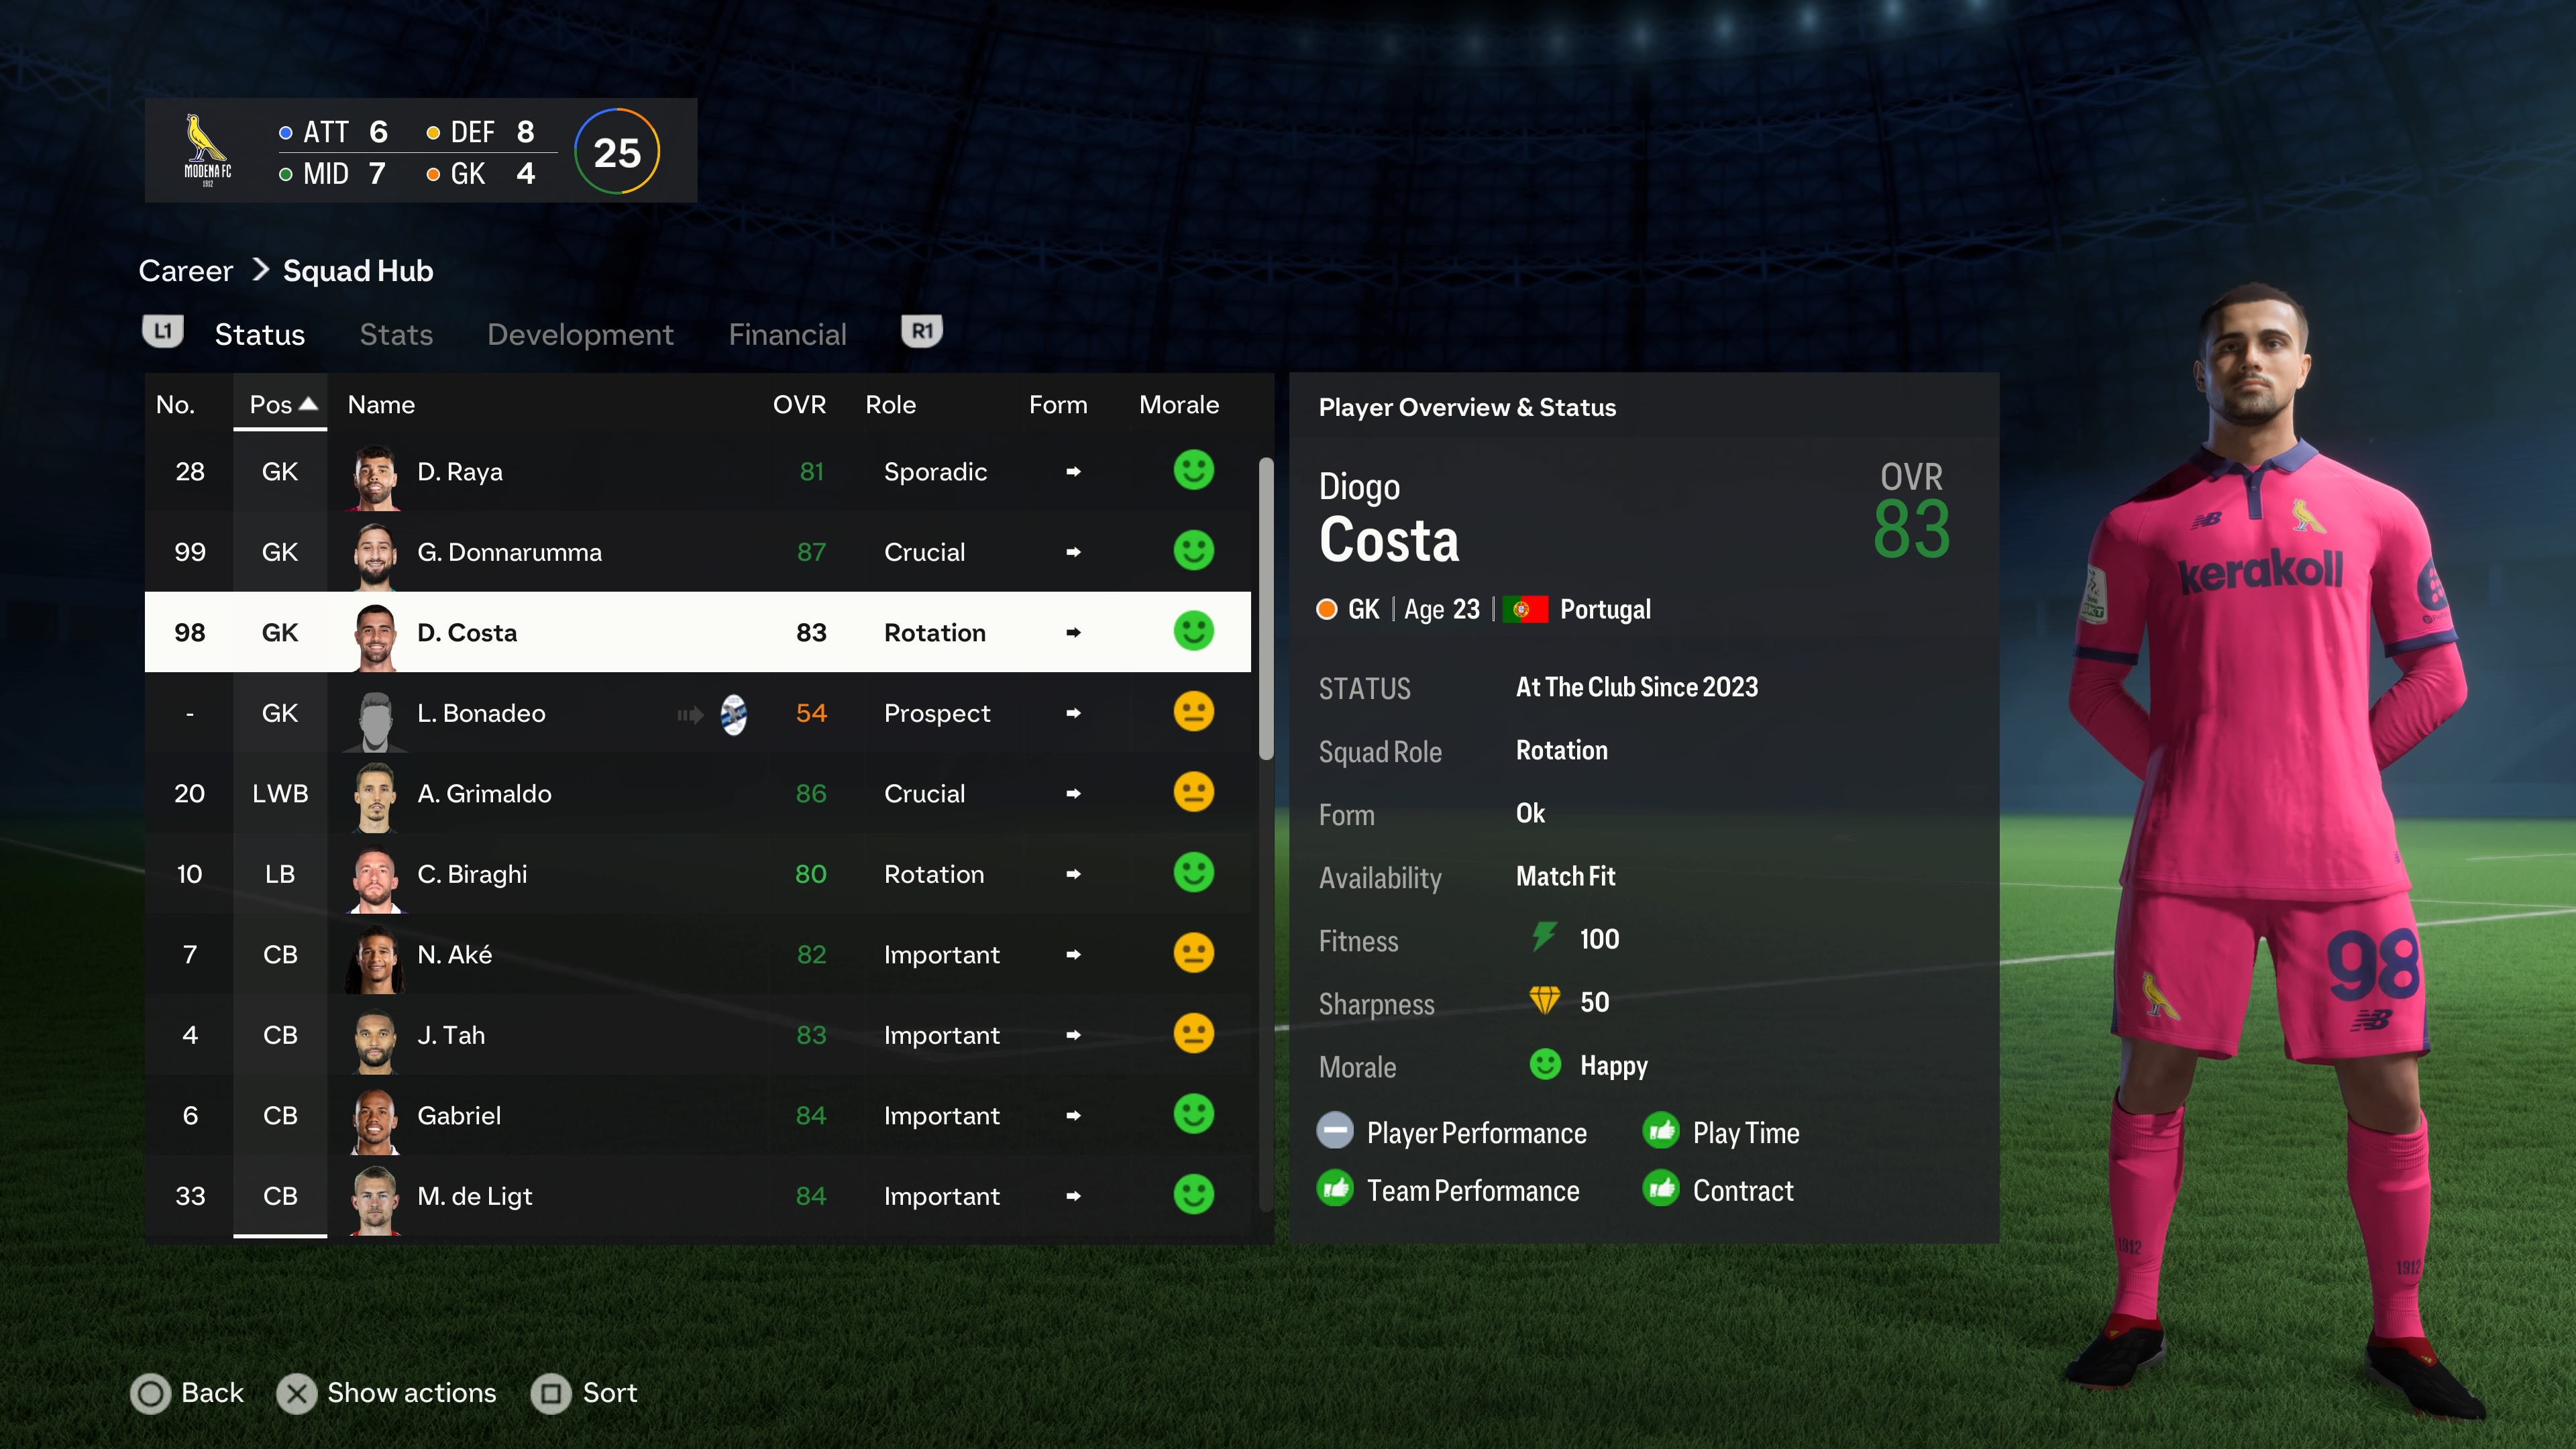 ATT 6 DEF 8
MID 7 GK 4
25
MODENA FC
1912
Career > Squad Hub
L1 Status Stats Development Financial R1
No. Pos Name OVR Role Form Morale
28 GK D. Raya 81 Sporadic
99 GK G. Donnarumma 87 Crucial
98 GK D. Costa 83 Rotation
- GK L. Bonadeo 54 Prospect
20 LWB A. Grimaldo 86 Crucial
10 LB C. Biraghi 80 Rotation
7 CB N. Aké 82 Important
4 CB J. Tah 83 Important
6 CB Gabriel 84 Important
33 CB M. de Ligt 84 Important
Player Overview & Status
Diogo
Costa
OVR
83
GK | Age 23 | Portugal
STATUS At The Club Since 2023
Squad Role Rotation
Form Ok
Availability Match Fit
Fitness 100
Sharpness 50
Morale Happy
Player Performance Play Time
Team Performance Contract
NB
kerakoll
98
NB
1912
1912
Back Show actions Sort